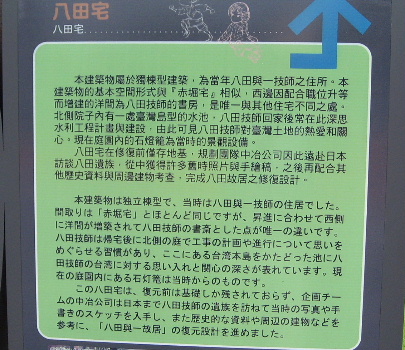 八田宅
八田宅
本建築物屬於獨棟型建築，為當年八田與一技師之住所。本
建築物的基本空間形式與『赤堀宅』相似，西邊因配合職位升等
而增建的洋間為八田技師的書房，是唯一與其他住宅不同之處。
北側院子內有一處臺灣島型的水池，八田技師回家後常在此深思
水利工程計畫與建設，由此可見八田技師對臺灣土地的熱愛和關
心。現在庭園內的石燈籠為當時的景觀設備。
八田宅在修復前僅存地基，規劃團隊中冶公司因此遠赴日本
訪談八田遺族，從中獲得許多舊時照片與手繪稿，之後再配合其
他歷史資料與周邊建物考查，完成八田故居之修復設計。
本建築物は独立棟型で、当時は八田與一技師の住居でした。
間取りは「赤堀宅」とほとんど同じですが、昇進に合わせて西側
に洋間が増築されて八田技師の書斎とした点が唯一の違いです。
八田技師は帰宅後に北側の庭で工事の計画や進行について思いを
めぐらせる習慣があり、ここにある台湾本島をかたどった池に八
田技師の台湾に対する思い入れと関心の深さが表れています。現
在の庭園内にある石灯籠は当時からのものです。
この八田宅は、復元前は基礎しか残されておらず、企画チー
ムの中冶公司は日本まで八田技師の遺族を訪ねて当時の写真や手
書きのスケッチを入手し、また歴史的な資料や周辺の建物などを
参考に、「八田與一故居」の復元設計を進めました。